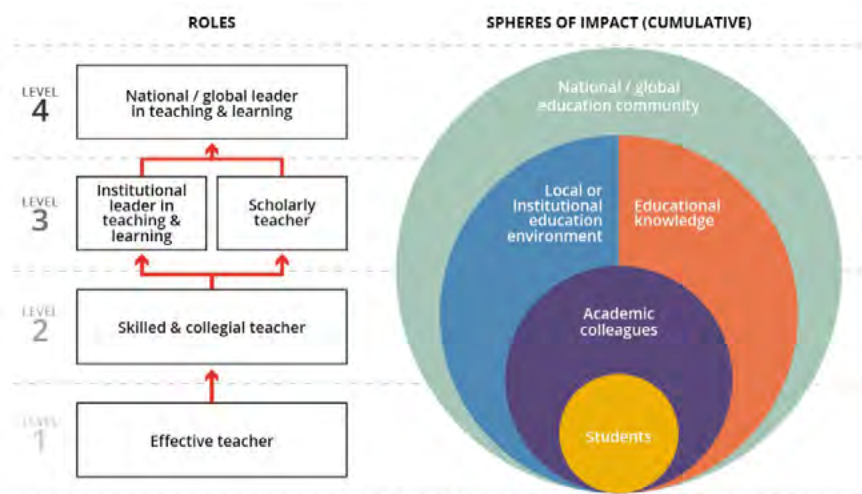 ROLES
SPHERES OF IMPACT (CUMULATIVE)
LEVEL
4
National / global leader
in teaching & learning
LEVEL
3
Institutional
leader in
teaching &
learning
Scholarly
teacher
LEVEL
2
Skilled & collegial teacher
LEVEL
1
Effective teacher
National / global
education community
Local or
Institutional
education
environment
Educational
knowledge
Academic
colleagues
Students